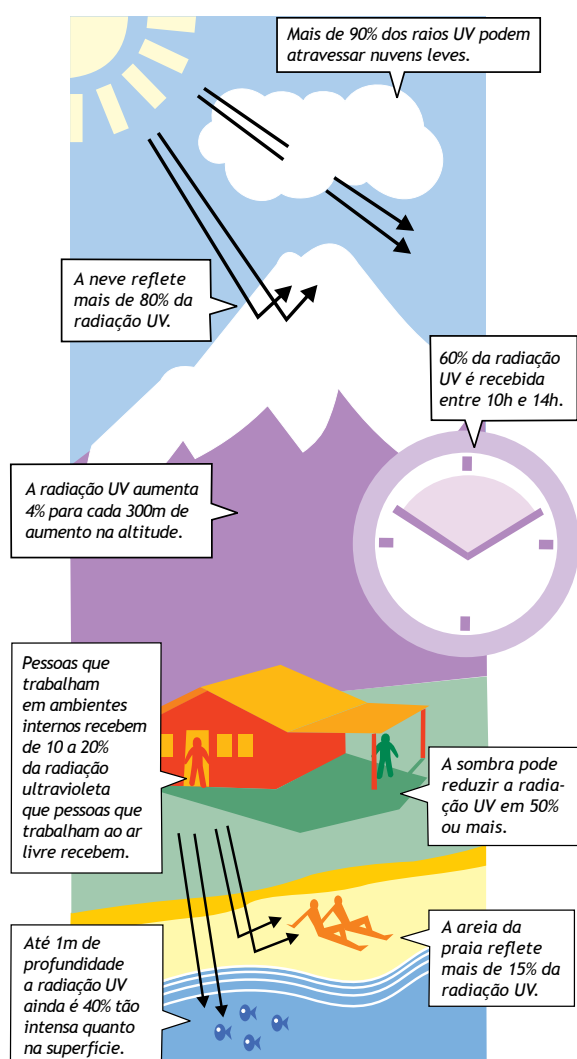 Mais de 90% dos raios UV podem
atravessar nuvens leves.
A neve reflete
mais de 80% da
radiação UV.
60% da radiação
UV é recebida
entre 10h e 14h.
A radiação UV aumenta
4% para cada 300m de
aumento na altitude.
Pessoas que
trabalham
em ambientes
internos recebem
de 10 a 20%
da radiação
ultravioleta
que pessoas que
trabalham ao ar
livre recebem.
A sombra pode
reduzir a radia-
ção UV em 50%
ou mais.
Até 1m de
profundidade
a radiação UV
ainda é 40% tão
intensa quanto
na superfície.
A areia da
praia reflete
mais de 15% da
radiação UV.